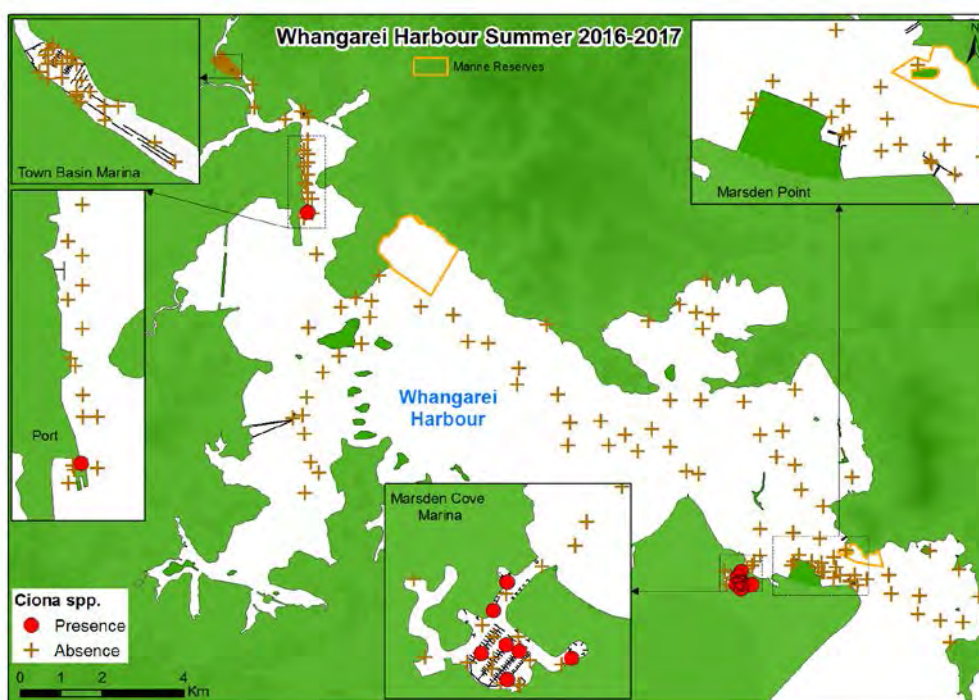 Whangarei Harbour Summer 2016-2017
Marine Reserves
Town Basin Marina
Marsden Point
Port
Whangarei
Harbour
Marsden Cove
Marina
Ciona spp.
Presence
Absence
0 2 4
Km